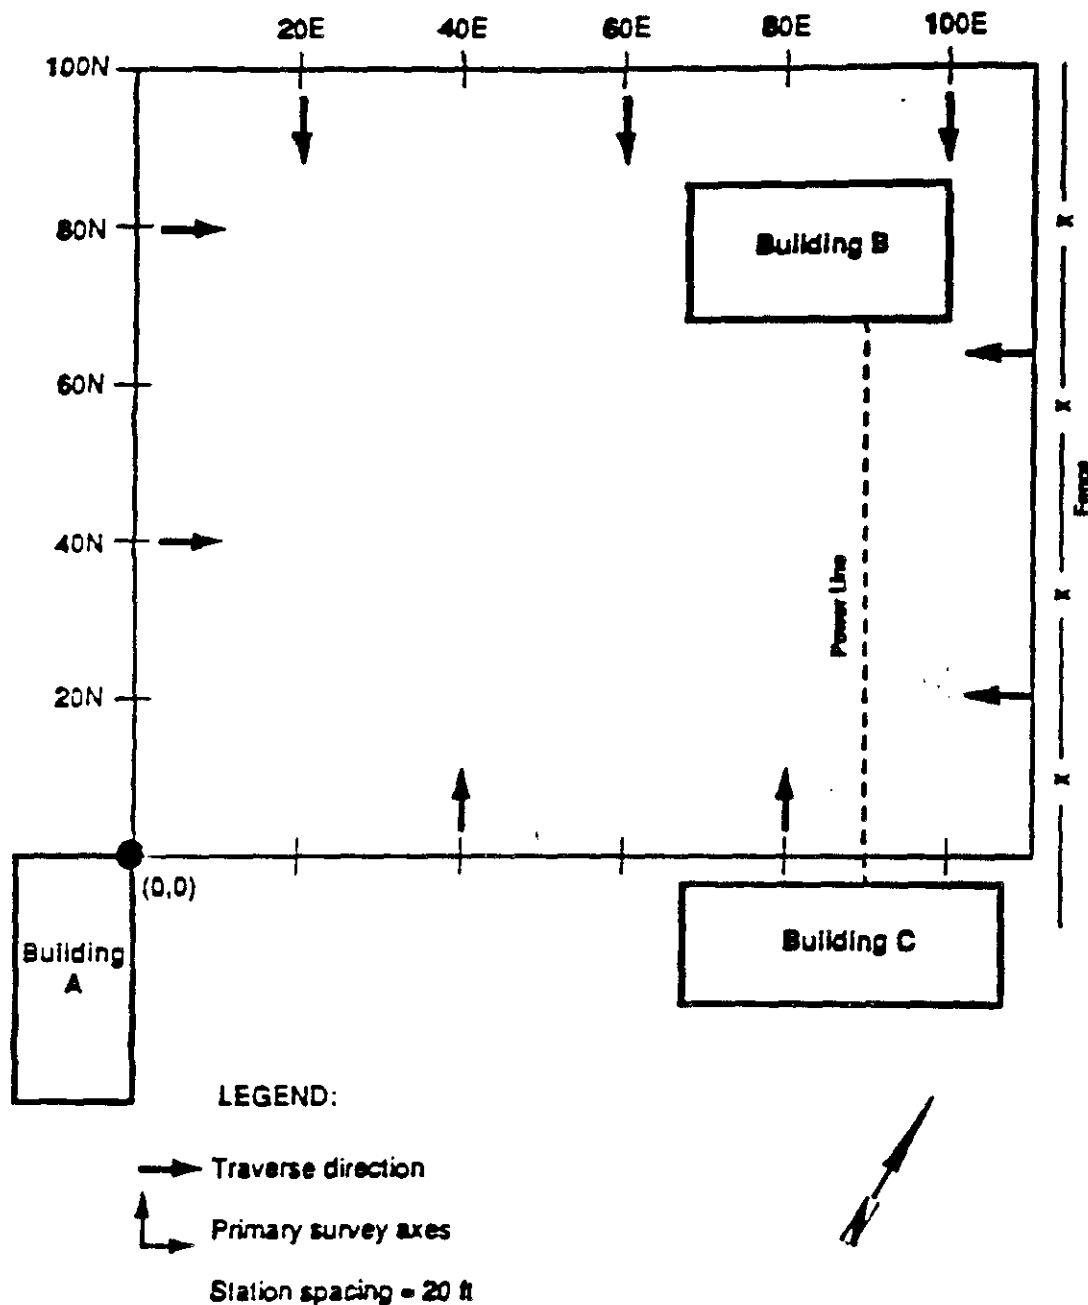 20E 40E 60E 80E 100E
100N
80N
Building B
60N
Fence
40N
Power Line
20N
(0,0)
Building
A
Building C
LEGEND:
Traverse direction
Primary survey axes
Station spacing = 20 ft
N
X
X
X
X